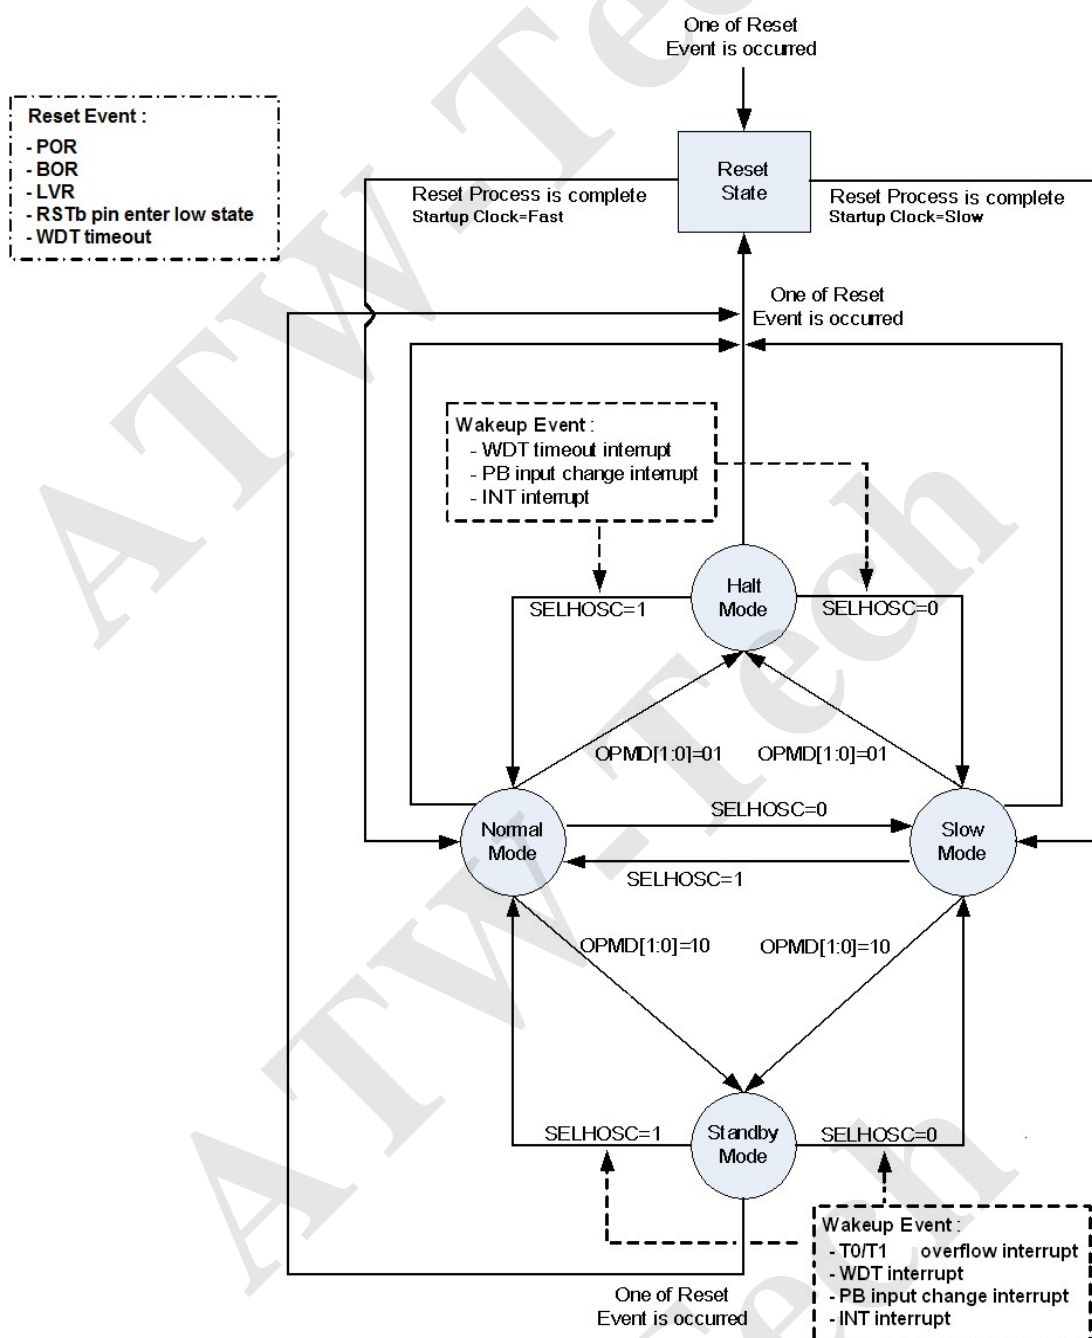 One of Reset
Event is occurred
Reset Event :
- POR
- BOR
- LVR
- RSTb pin enter low state
- WDT timeout
Reset
State
Reset Process is complete
Startup Clock=Fast
Reset Process is complete
Startup Clock=Slow
One of Reset
Event is occurred
Wakeup Event :
- WDT timeout interrupt
- PB input change interrupt
- INT interrupt
Halt
Mode
SELHOSC=1
SELHOSC=0
OPMD[1:0]=01
OPMD[1:0]=01
Normal
Mode
SELHOSC=0
SELHOSC=1
Slow
Mode
OPMD[1:0]=10
OPMD[1:0]=10
SELHOSC=1
Standby
Mode
SELHOSC=0
Wakeup Event :
- T0/T1 overflow interrupt
- WDT interrupt
- PB input change interrupt
- INT interrupt
One of Reset
Event is occurred
ATW-Tech
ATW-Tech